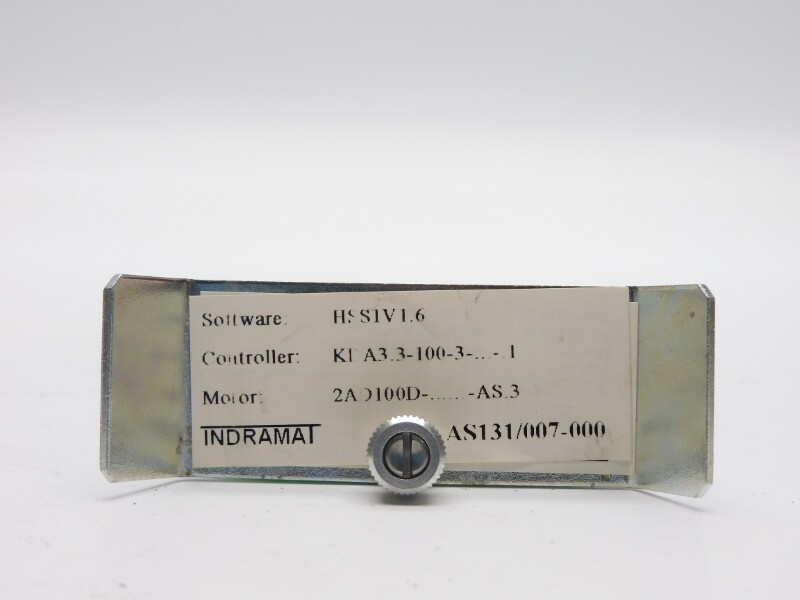 Software: HSS1V1.6
Controller: KDA3.3-100-3-...-.1
Motor: 2AD100D-......-AS.3
INDRAMAT AS131/007-000